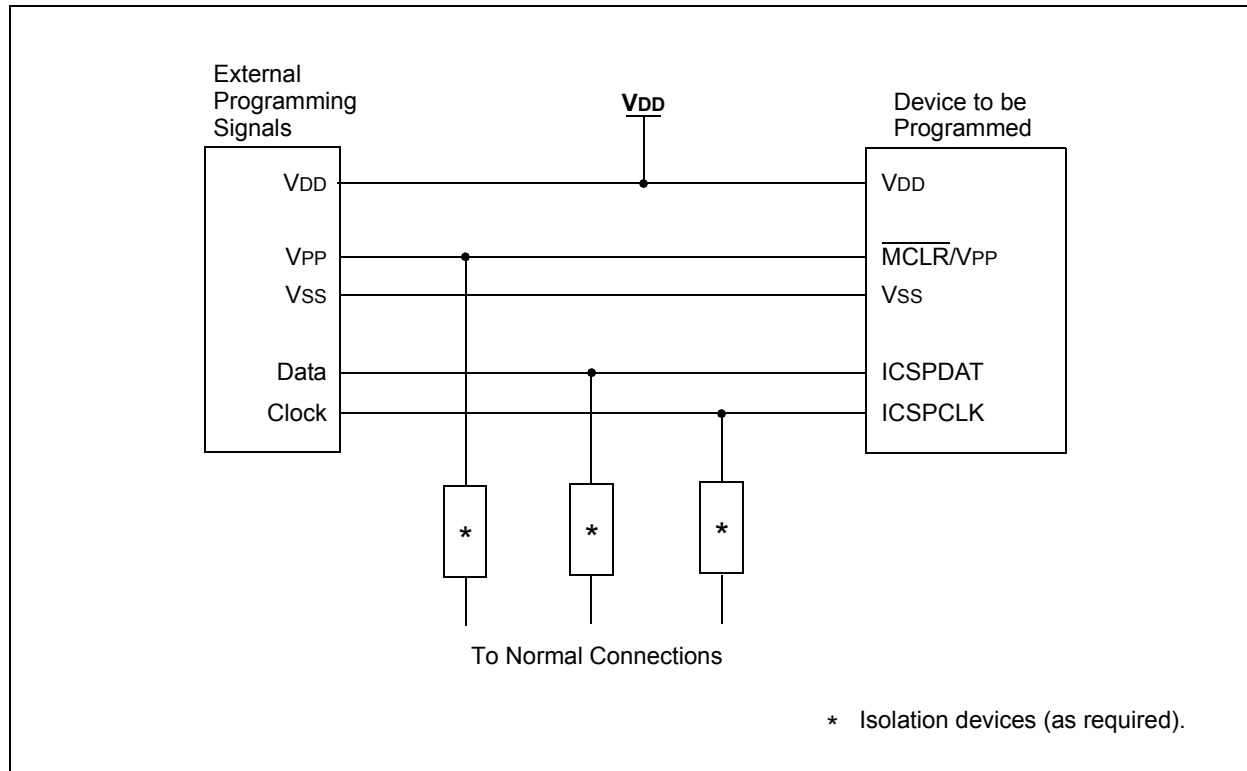 External
Programming
Signals
VDD
Device to be
Programmed
VDD
VPP
VSS
Data
Clock
VDD
MCLR/VPP
VSS
ICSPDAT
ICSPCLK
*
*
*
To Normal Connections
* Isolation devices (as required).